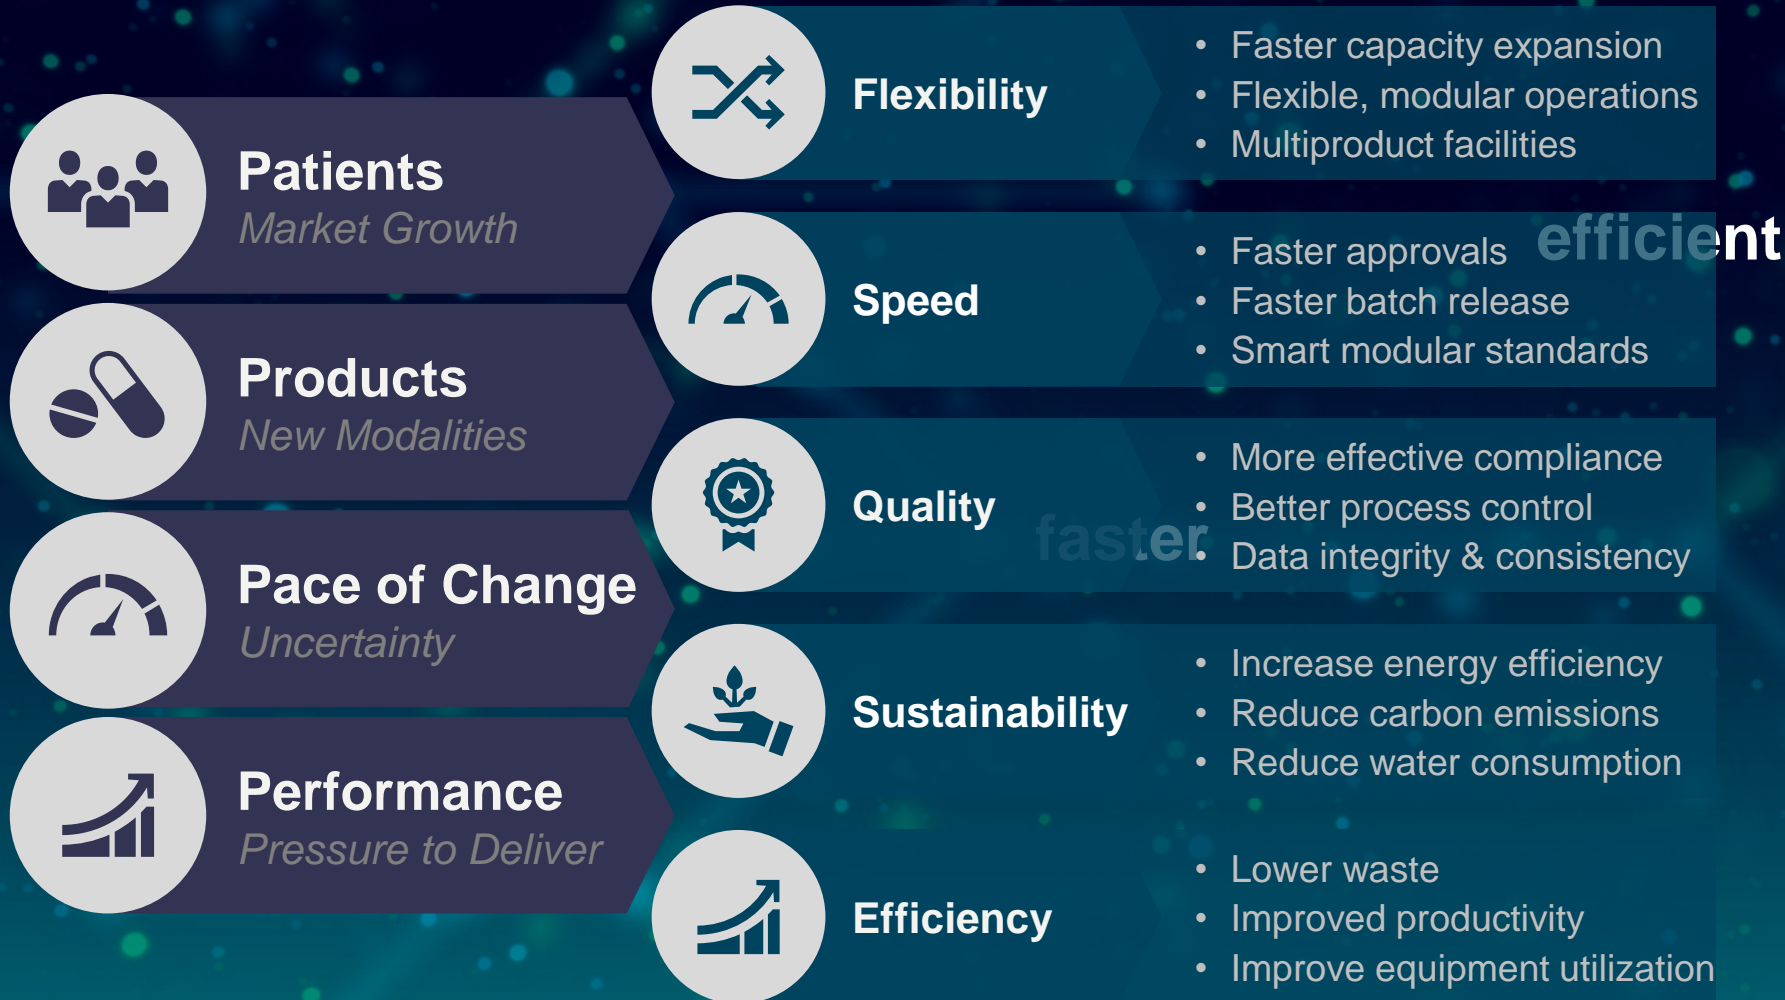 Patients
Market Growth
Products
New Modalities
Pace of Change
Uncertainty
Performance
Pressure to Deliver
Flexibility
• Faster capacity expansion
• Flexible, modular operations
• Multiproduct facilities
Speed
• Faster approvals
• Faster batch release
• Smart modular standards
efficient
Quality
• More effective compliance
• Better process control
• Data integrity & consistency
faster
Sustainability
• Increase energy efficiency
• Reduce carbon emissions
• Reduce water consumption
Efficiency
• Lower waste
• Improved productivity
• Improve equipment utilization